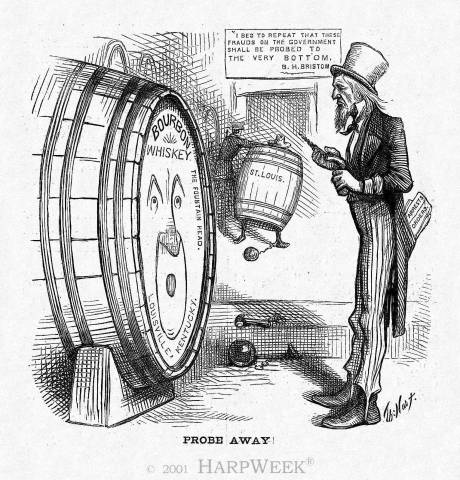 "I BEG TO REPEAT THAT THESE
FRAUDS ON THE GOVERNMENT
SHALL BE PROBED TO
THE VERY BOTTOM.
B. H. BRISTOW.
BOURBON
WHISKEY.
THE FOUNTAIN HEAD.
LOUISVILLE
KENTUCKY.
ST. LOUIS.
Th: Nast.
PROBE AWAY!
© 2001 HARPWEEK®